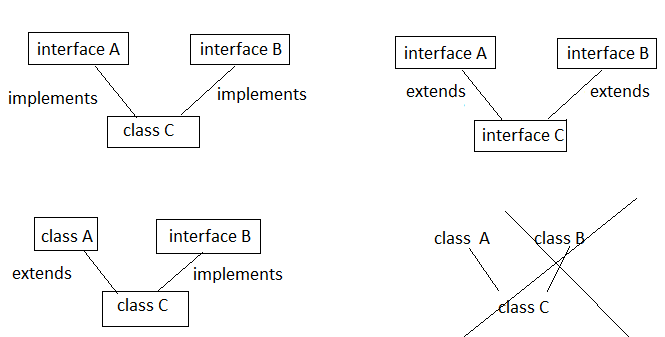 interface A
interface B
implements
implements
class C
interface A
interface B
extends
extends
interface C
class A
interface B
extends
implements
class C
class A
class B
class C